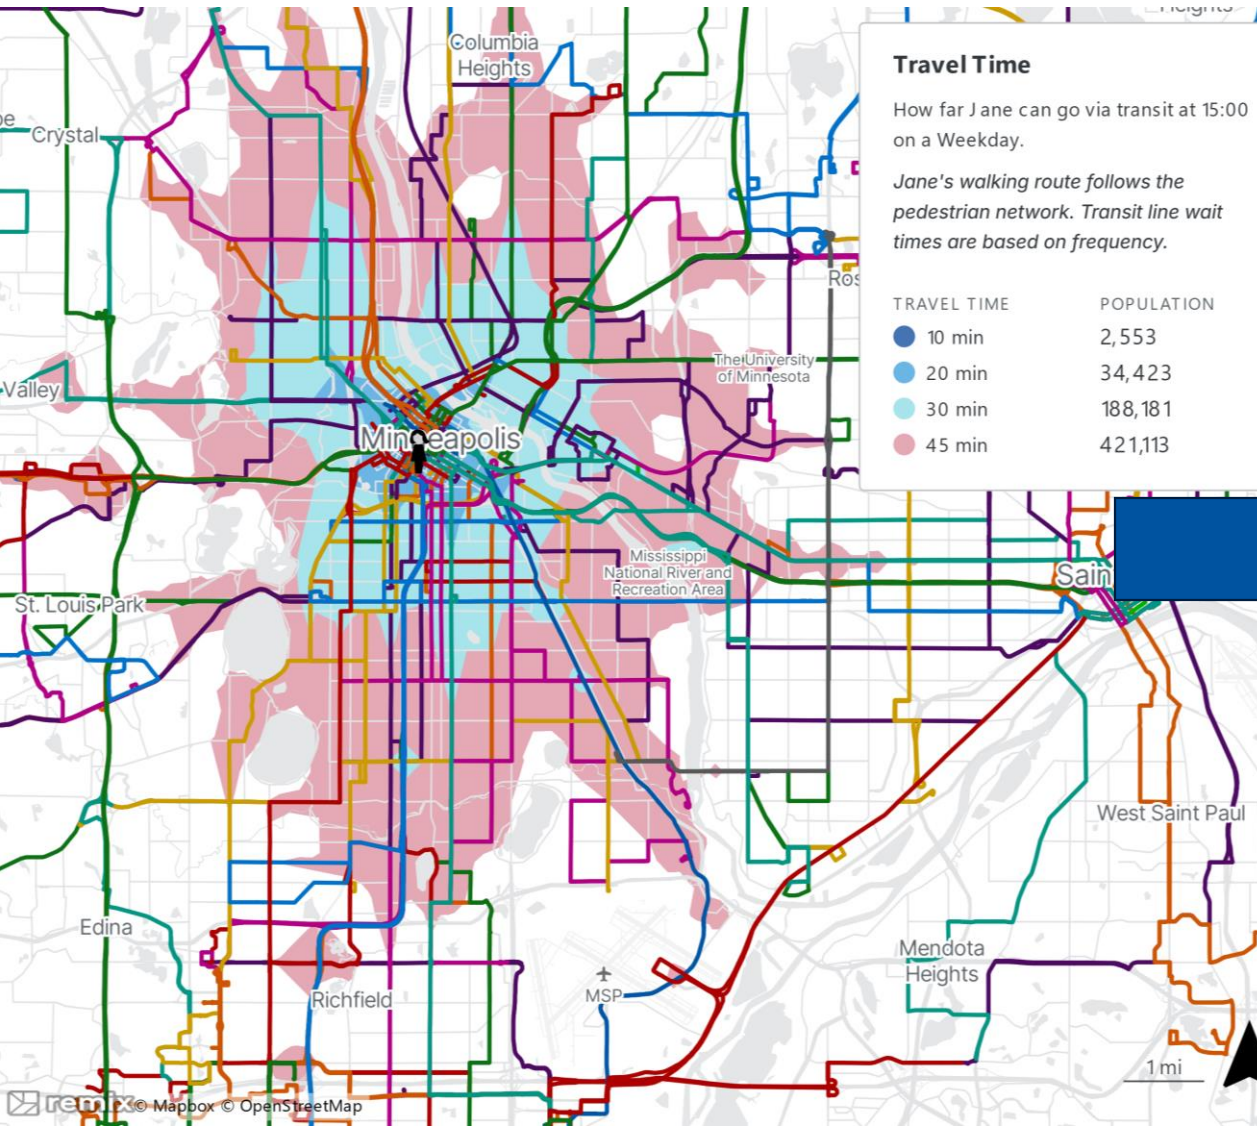 Heights
Columbia
Heights
Crystal
Valley
Minneapolis
The University
of Minnesota
Mississippi
National River and
Recreation Area
St. Louis Park
Edina
Richfield
MSP
Mendota
Heights
West Saint Paul
Sain
Ros
1 mi
remix © Mapbox © OpenStreetMap
Travel Time
How far Jane can go via transit at 15:00
on a Weekday.
Jane's walking route follows the
pedestrian network. Transit line wait
times are based on frequency.
TRAVEL TIME POPULATION
10 min 2,553
20 min 34,423
30 min 188,181
45 min 421,113